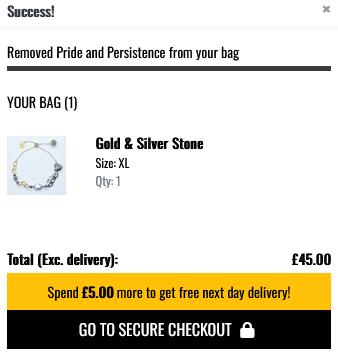 Success!
×
Removed Pride and Persistence from your bag
YOUR BAG (1)
Gold & Silver Stone
Size: XL
Qty: 1
Total (Exc. delivery): £45.00
Spend £5.00 more to get free next day delivery!
GO TO SECURE CHECKOUT